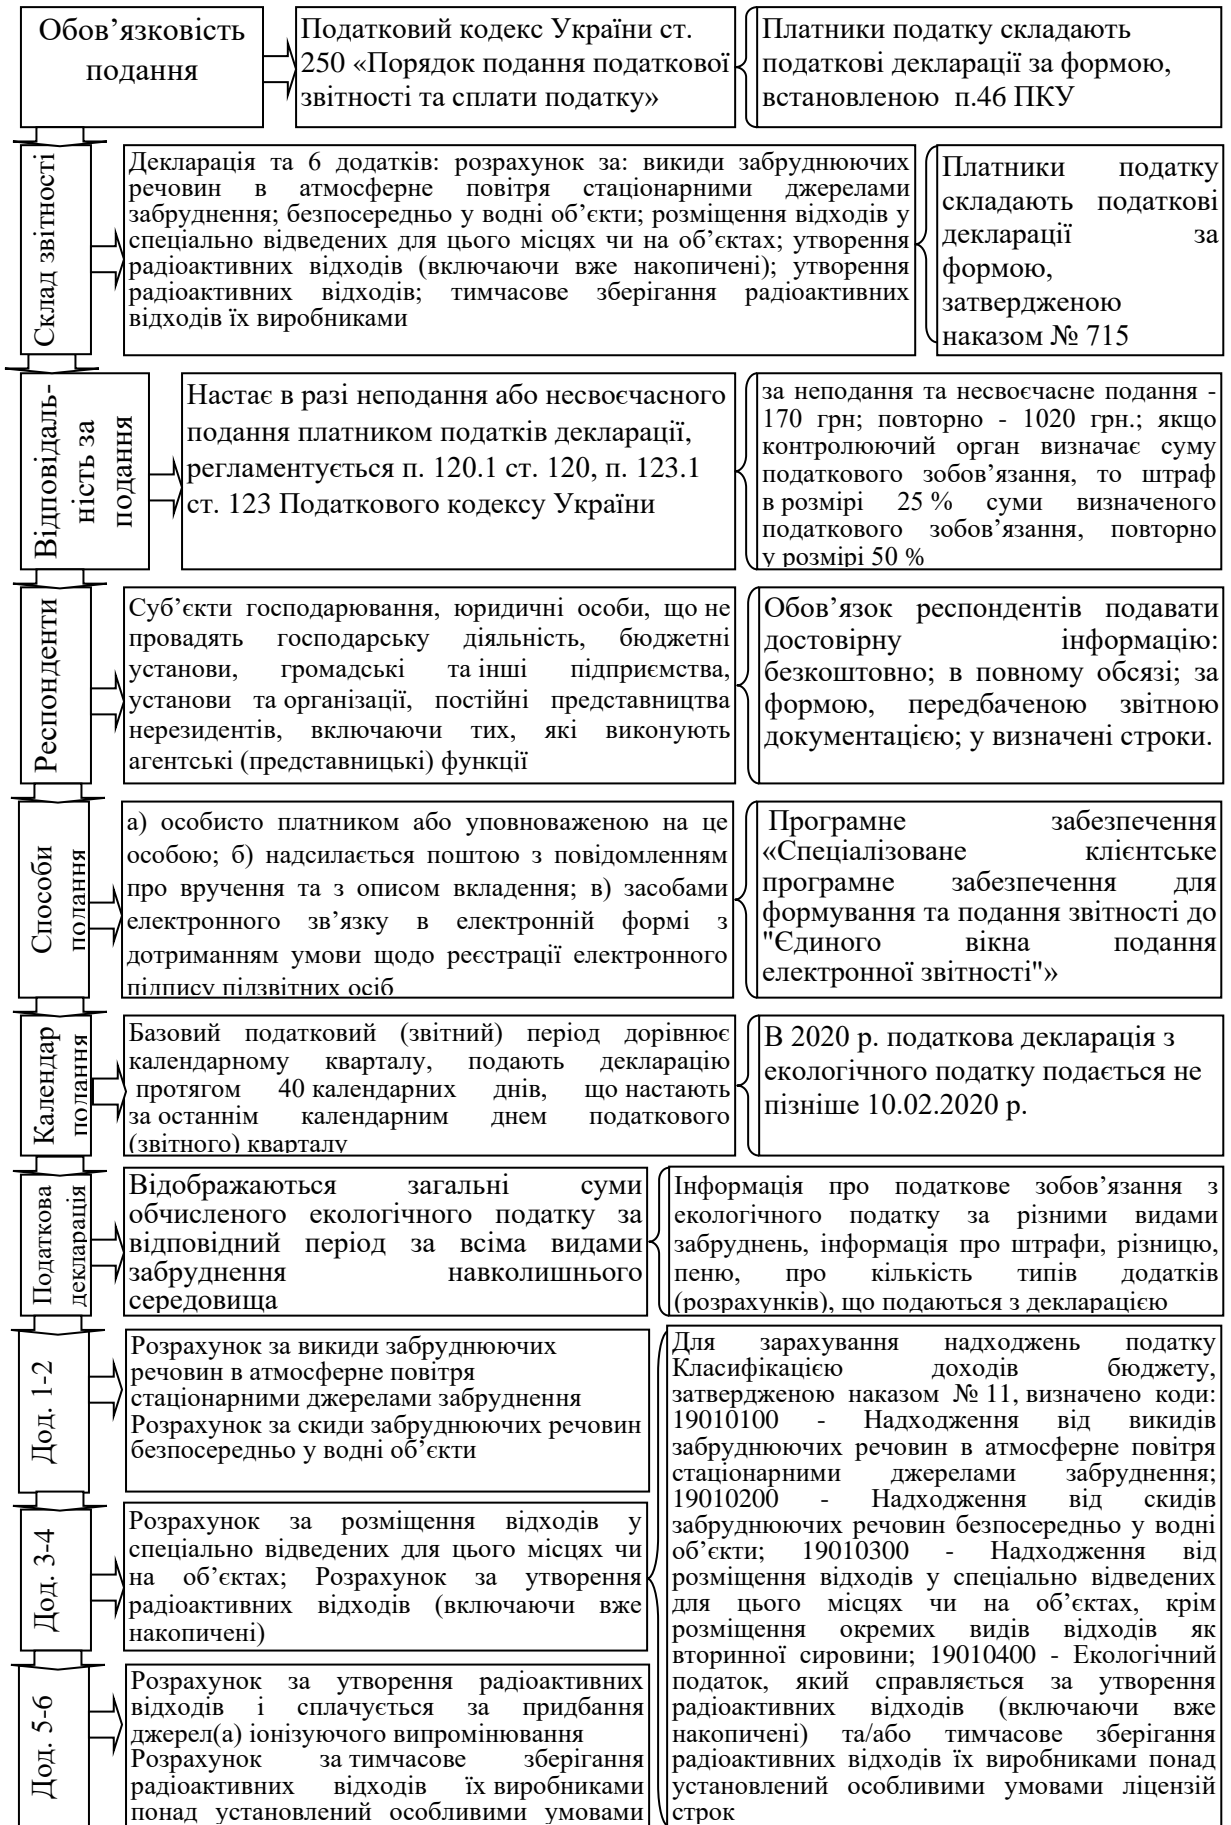 Обов’язковість
подання
Податковий кодекс України ст.
250 «Порядок подання податкової
звітності та сплати податку»
Платники податку складають
податкові декларації за формою,
встановленою п.46 ПКУ
Склад звітності
Декларація та 6 додатків: розрахунок за: викиди забруднюючих
речовин в атмосферне повітря стаціонарними джерелами
забруднення; безпосередньо у водні об’єкти; розміщення відходів у
спеціально відведених для цього місцях чи на об’єктах; утворення
радіоактивних відходів (включаючи вже накопичені); утворення
радіоактивних відходів; тимчасове зберігання радіоактивних
відходів їх виробниками
Платники податку
складають податкові
декларації за
формою,
затвердженою
наказом № 715
Відповідаль-
ність за
подання
Настає в разі неподання або несвоєчасного
подання платником податків декларації,
регламентується п. 120.1 ст. 120, п. 123.1
ст. 123 Податкового кодексу України
за неподання та несвоєчасне подання -
170 грн; повторно - 1020 грн.; якщо
контролюючий орган визначає суму
податкового зобов’язання, то штраф
в розмірі 25 % суми визначеного
податкового зобов’язання, повторно
у розмірі 50 %
Респонденти
Суб’єкти господарювання, юридичні особи, що не
провадять господарську діяльність, бюджетні
установи, громадські та інші підприємства,
установи та організації, постійні представництва
нерезидентів, включаючи тих, які виконують
агентські (представницькі) функції
Обов’язок респондентів подавати
достовірну інформацію:
безкоштовно; в повному обсязі; за
формою, передбаченою звітною
документацією; у визначені строки.
Способи
подання
а) особисто платником або уповноваженою на це
особою; б) надсилається поштою з повідомленням
про вручення та з описом вкладення; в) засобами
електронного зв’язку в електронній формі з
дотриманням умови щодо реєстрації електронного
підпису підзвітних осіб
Програмне забезпечення
«Спеціалізоване клієнтське
програмне забезпечення для
формування та подання звітності до
"Єдиного вікна подання
електронної звітності"»
Календар
подання
Базовий податковий (звітний) період дорівнює
календарному кварталу, подають декларацію
протягом 40 календарних днів, що настають
за останнім календарним днем податкового
(звітного) кварталу
В 2020 р. податкова декларація з
екологічного податку подається не
пізніше 10.02.2020 р.
Податкова
декларація
Відображаються загальні суми
обчисленого екологічного податку за
відповідний період за всіма видами
забруднення навколишнього
середовища
Інформація про податкове зобов’язання з
екологічного податку за різними видами
забруднень, інформація про штрафи, різницю,
пеню, про кількість типів додатків
(розрахунків), що подаються з декларацією
Дод. 1-2
Розрахунок за викиди забруднюючих
речовин в атмосферне повітря
стаціонарними джерелами забруднення
Розрахунок за скиди забруднюючих речовин
безпосередньо у водні об’єкти
Дод. 3-4
Розрахунок за розміщення відходів у
спеціально відведених для цього місцях чи
на об’єктах; Розрахунок за утворення
радіоактивних відходів (включаючи вже
накопичені)
Дод. 5-6
Розрахунок за утворення радіоактивних
відходів і сплачується за придбання
джерел(а) іонізуючого випромінювання
Розрахунок за тимчасове зберігання
радіоактивних відходів їх виробниками
понад установлений особливими умовами
Для зарахування надходжень податку
Класифікацією доходів бюджету,
затвердженою наказом № 11, визначено коди:
19010100 - Надходження від викидів
забруднюючих речовин в атмосферне повітря
стаціонарними джерелами забруднення;
19010200 - Надходження від скидів
забруднюючих речовин безпосередньо у водні
об’єкти; 19010300 - Надходження від
розміщення відходів у спеціально відведених
для цього місцях чи на об’єктах, крім
розміщення окремих видів відходів як
вторинної сировини; 19010400 - Екологічний
податок, який справляється за утворення
радіоактивних відходів (включаючи вже
накопичені) та/або тимчасове зберігання
радіоактивних відходів їх виробниками понад
установлений особливими умовами ліцензій
строк